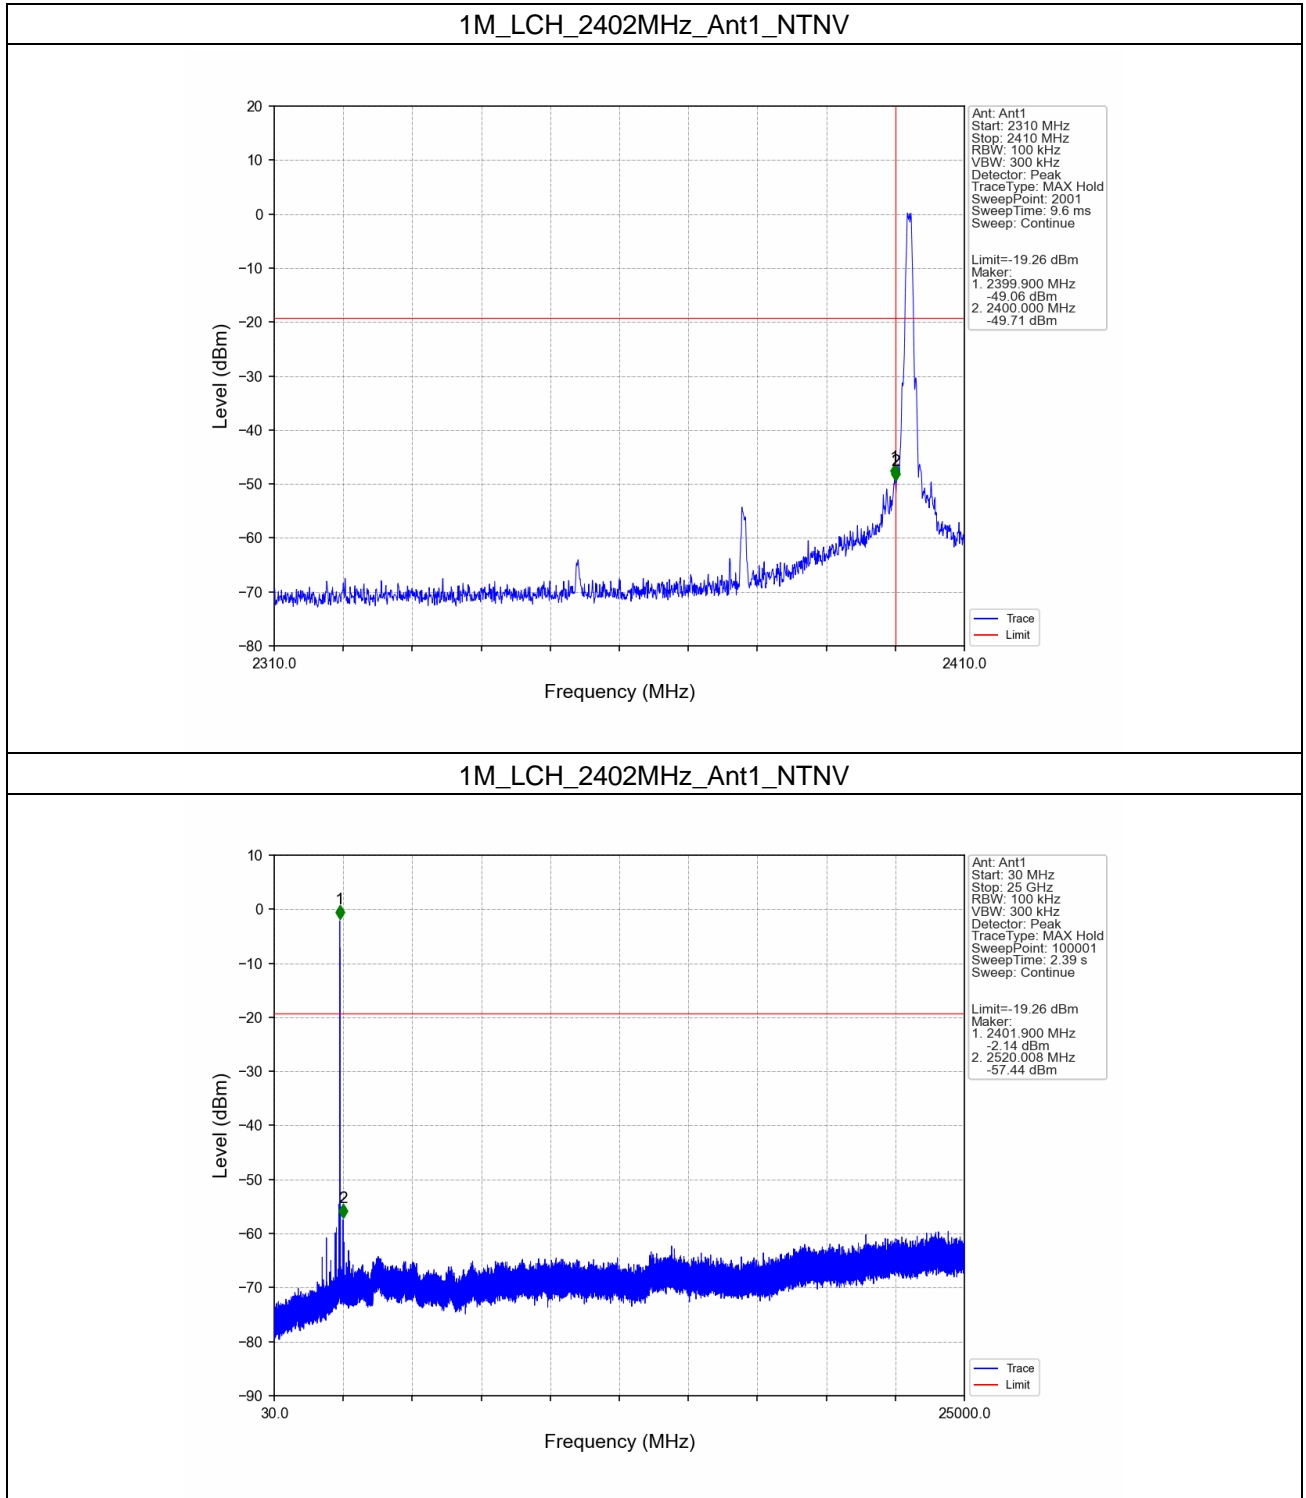 1M_LCH_2402MHz_Ant1_NTNV
20
10
0
−10
−20
−30
−40
−50
−60
−70
−80
Level (dBm)
2310.0
2410.0
Frequency (MHz)
1
2
Ant: Ant1
Start: 2310 MHz
Stop: 2410 MHz
RBW: 100 kHz
VBW: 300 kHz
Detector: Peak
TraceType: MAX Hold
SweepPoint: 2001
SweepTime: 9.6 ms
Sweep: Continue
Limit=-19.26 dBm
Maker:
1. 2399.900 MHz
-49.06 dBm
2. 2400.000 MHz
-49.71 dBm
Trace
Limit
1M_LCH_2402MHz_Ant1_NTNV
10
0
−10
−20
−30
−40
−50
−60
−70
−80
−90
Level (dBm)
30.0
25000.0
Frequency (MHz)
1
2
Ant: Ant1
Start: 30 MHz
Stop: 25 GHz
RBW: 100 kHz
VBW: 300 kHz
Detector: Peak
TraceType: MAX Hold
SweepPoint: 100001
SweepTime: 2.39 s
Sweep: Continue
Limit=-19.26 dBm
Maker:
1. 2401.900 MHz
-2.14 dBm
2. 2520.008 MHz
-57.44 dBm
Trace
Limit